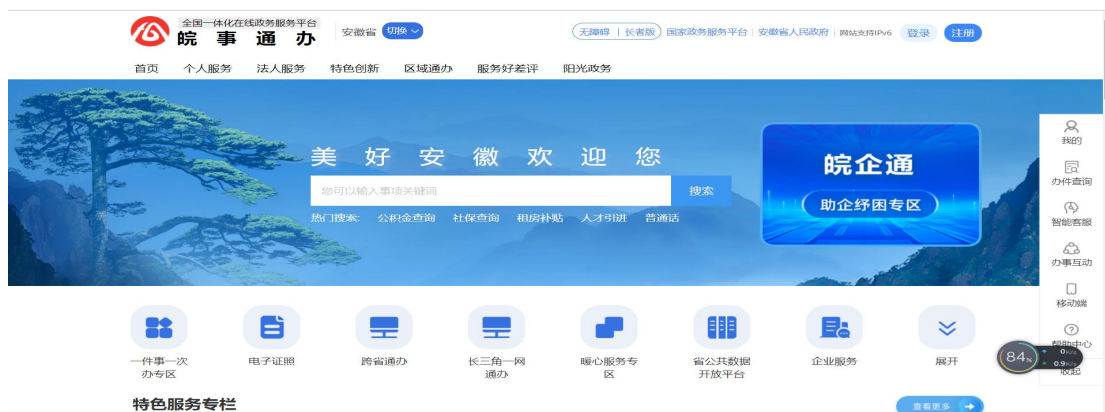 全国一体化在线政务服务平台
皖事通办
安徽省 切换
无障碍 | 长者版 国家政务服务平台 安徽省人民政府 网站支持IPv6 登录 注册
首页 个人服务 法人服务 特色创新 区域通办 服务好差评 阳光政务
美好安徽欢迎您
您可以输入事项关键词 搜索
热门搜索: 公积金查询 社保查询 租房补贴 人才引进 普通话
皖企通
助企纾困专区
我的
办件查询
智能客服
办事互动
移动端
帮助中心
收起
84%
0K/s
0.9K/s
一件事一次
办专区
电子证照
跨省通办
长三角一网
通办
暖心服务专
区
省公共数据
开放平台
企业服务
展开
特色服务专栏
查看更多